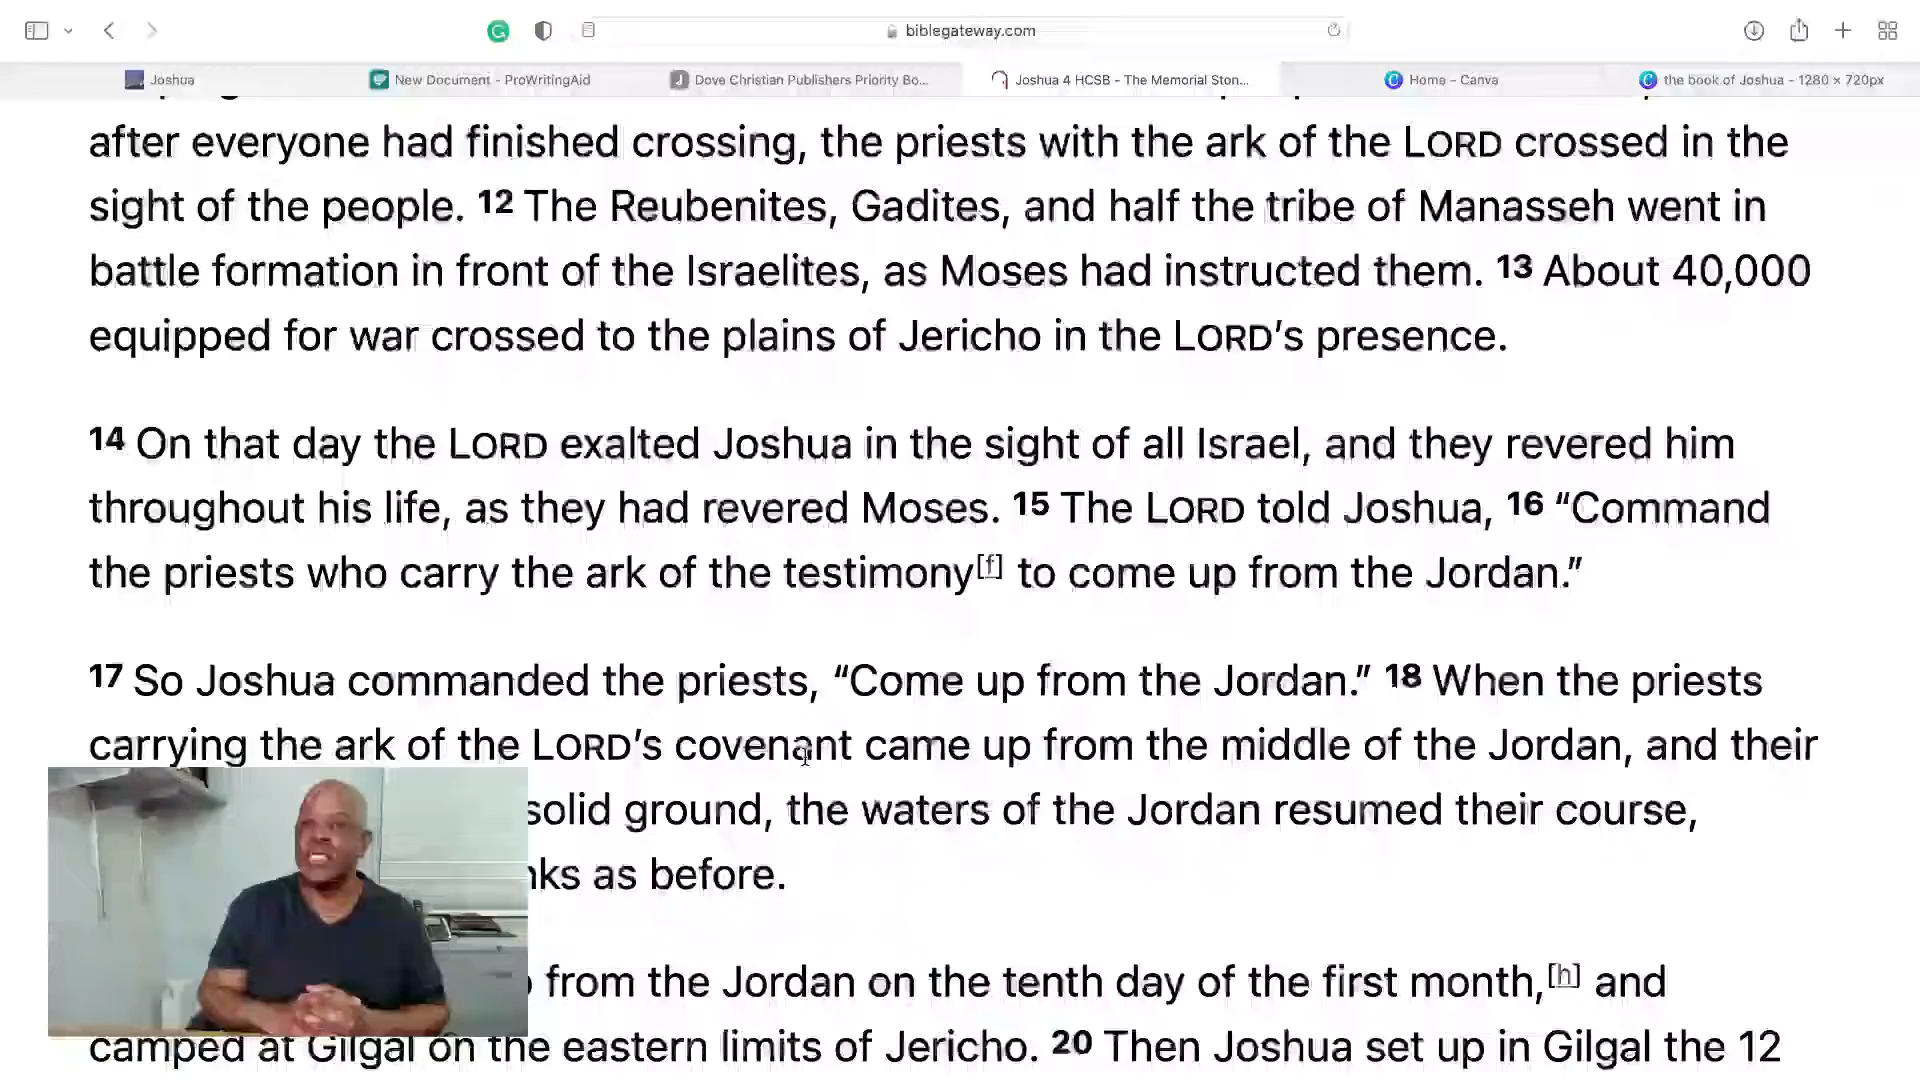 biblegateway.com
Joshua
New Document - ProWritingAid
Dove Christian Publishers Priority Bo...
Joshua 4 HCSB - The Memorial Ston...
Home – Canva
the book of Joshua - 1280 × 720px
after everyone had finished crossing, the priests with the ark of the LORD crossed in the
sight of the people. 12 The Reubenites, Gadites, and half the tribe of Manasseh went in
battle formation in front of the Israelites, as Moses had instructed them. 13 About 40,000
equipped for war crossed to the plains of Jericho in the LORD’s presence.
14 On that day the LORD exalted Joshua in the sight of all Israel, and they revered him
throughout his life, as they had revered Moses. 15 The LORD told Joshua, 16 “Command
the priests who carry the ark of the testimony[f] to come up from the Jordan.”
17 So Joshua commanded the priests, “Come up from the Jordan.” 18 When the priests
carrying the ark of the LORD’s covenant came up from the middle of the Jordan, and their
solid ground, the waters of the Jordan resumed their course,
as before.
from the Jordan on the tenth day of the first month,[h] and
camped at Gilgal on the eastern limits of Jericho. 20 Then Joshua set up in Gilgal the 12